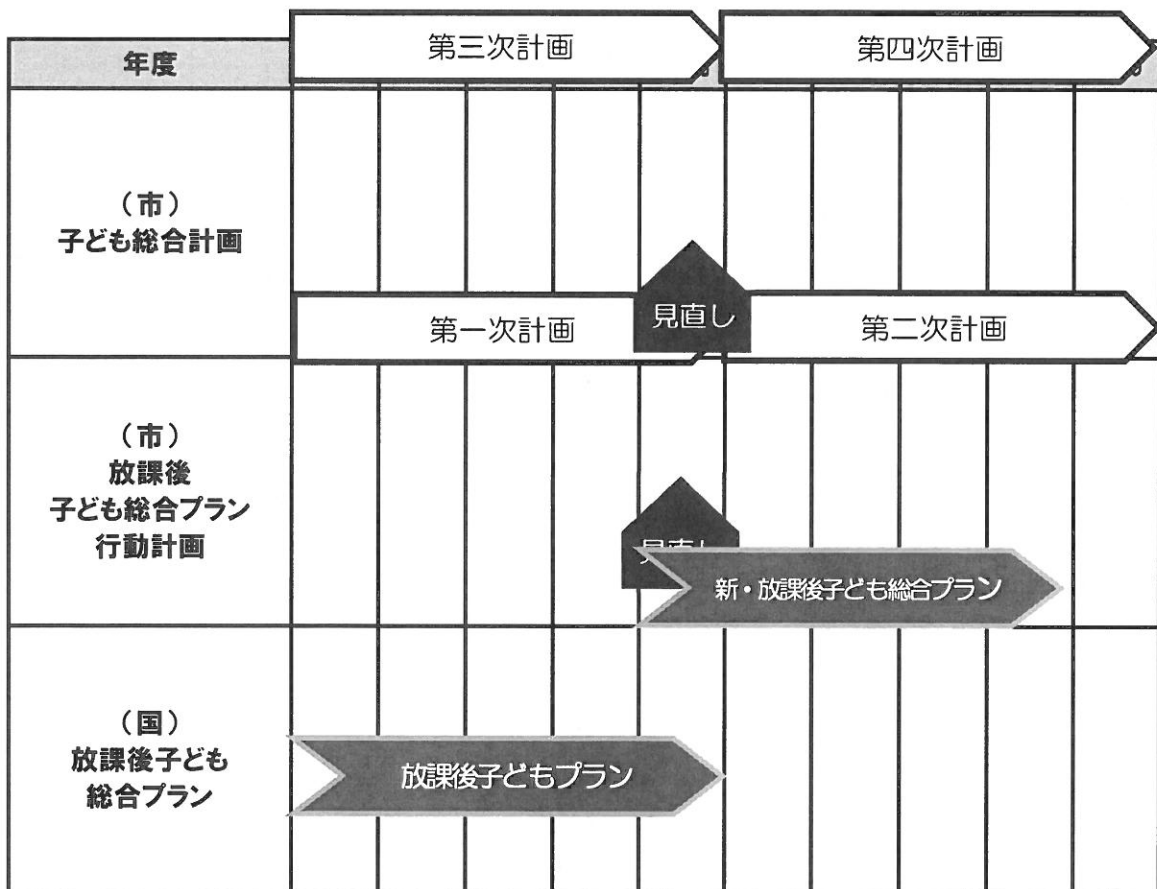 第三次計画
第四次計画
年度
(市)
子ども総合計画
第一次計画
見直し
第二次計画
(市)
放課後
子ども総合プラン
行動計画
見直し
新・放課後子ども総合プラン
(国)
放課後子ども
総合プラン
放課後子どもプラン